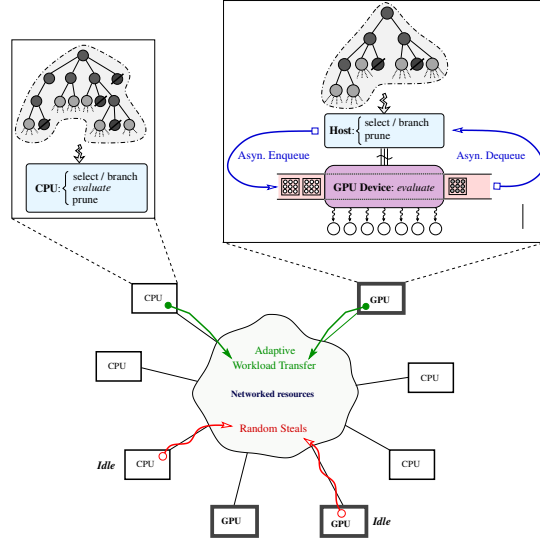 CPU: { select / branch
evaluate
prune
Host: { select / branch
prune
Asyn. Enqueue
Asyn. Dequeue
GPU Device: evaluate
CPU
GPU
Adaptive
Workload Transfer
CPU
CPU
Networked resources
Random Steals
Idle
CPU
CPU
GPU
GPU
Idle